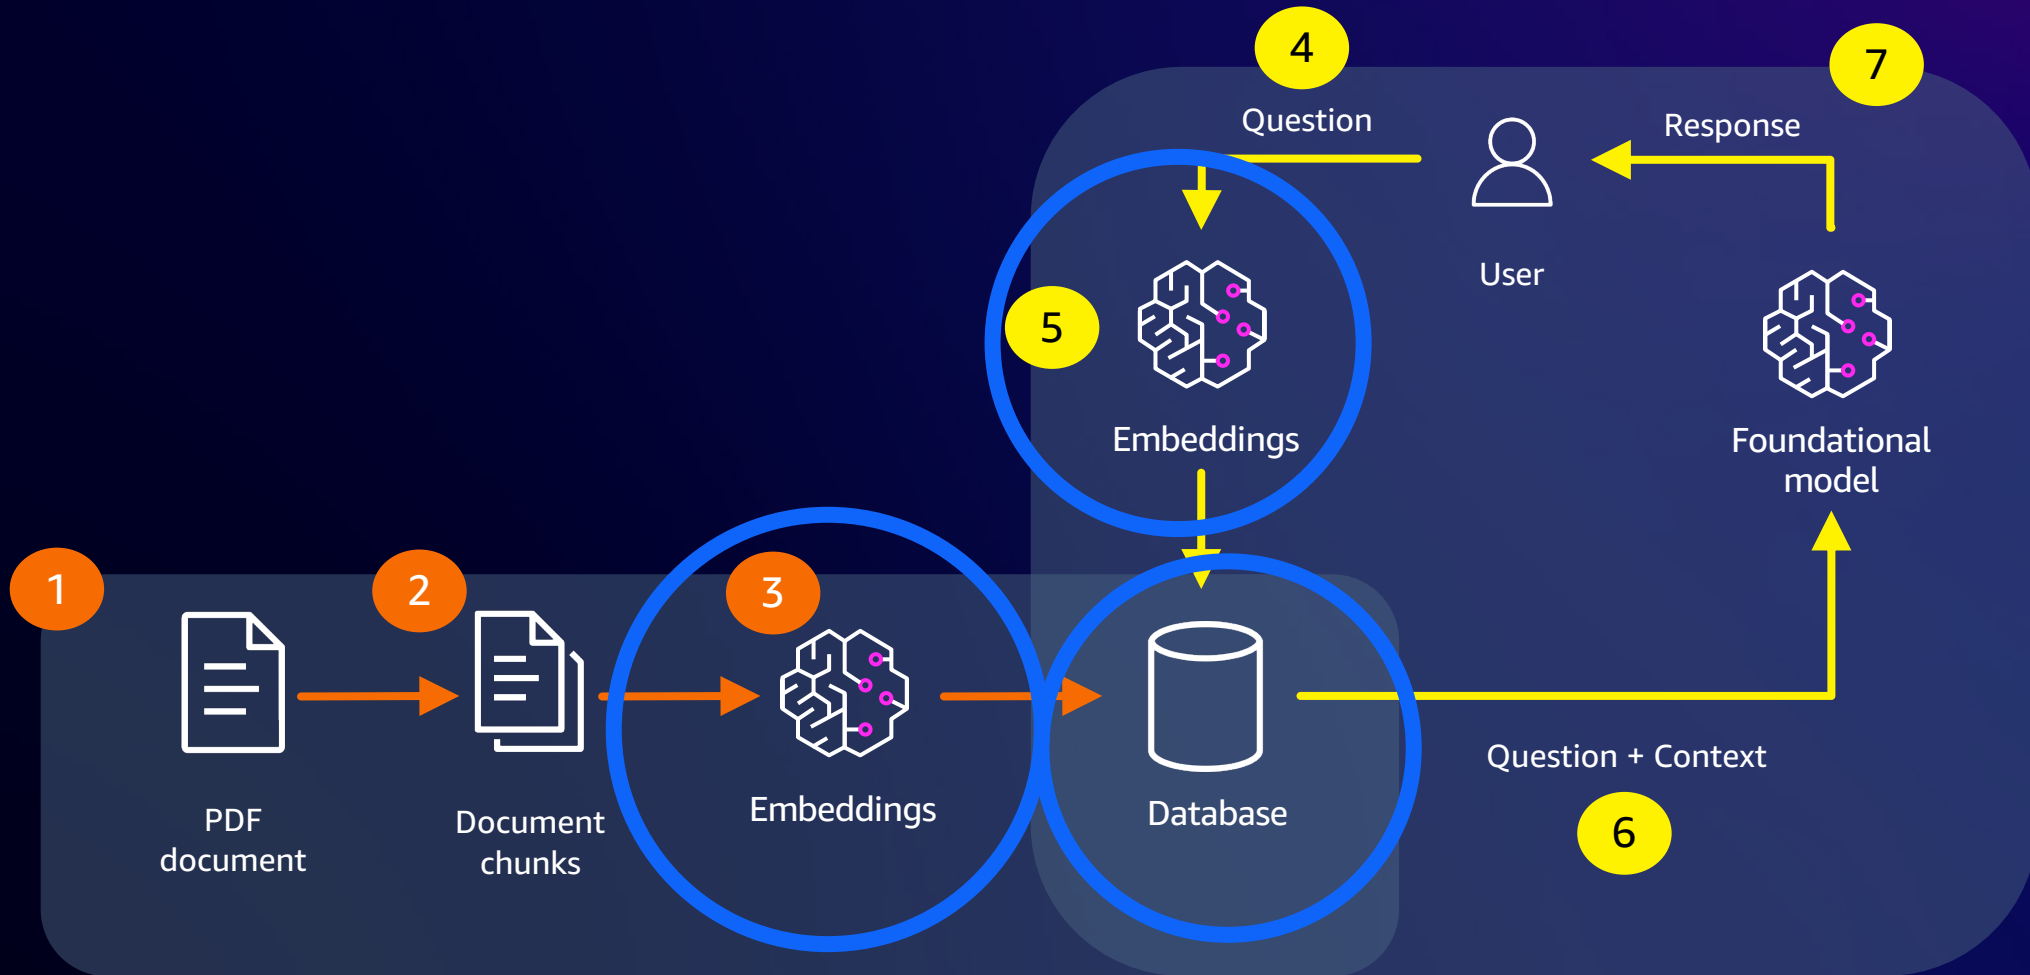 4
7
Question
Response
User
5
Embeddings
Foundational
model
1
2
3
PDF
document
Document
chunks
Embeddings
Database
Question + Context
6